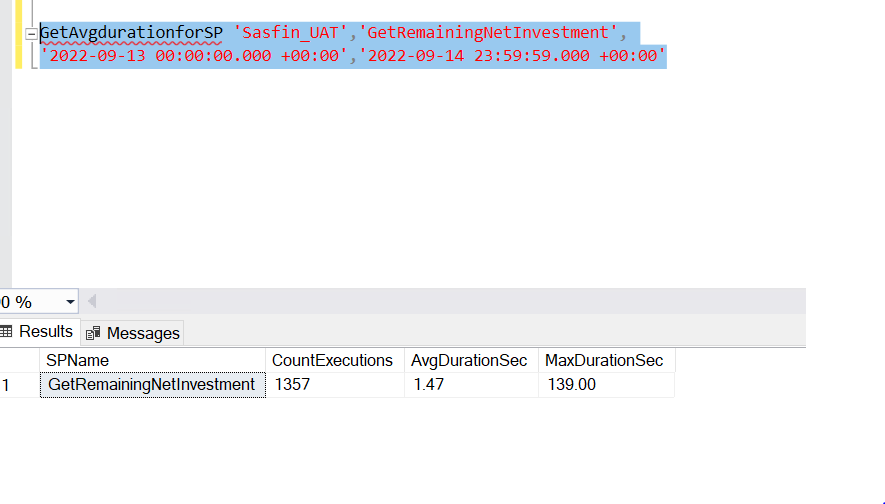 GetAvgdurationforSP 'Sasfin_UAT','GetRemainingNetInvestment',
'2022-09-13 00:00:00.000 +00:00','2022-09-14 23:59:59.000 +00:00'
0 %
Results Messages
SPName CountExecutions AvgDurationSec MaxDurationSec
1 GetRemainingNetInvestment 1357 1.47 139.00